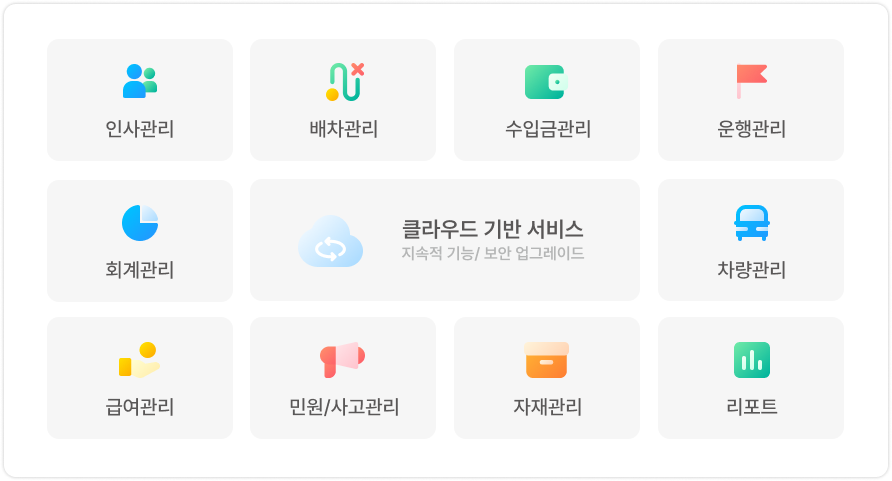 인사관리
배차관리
수입금관리
운행관리
회계관리
클라우드 기반 서비스
지속적 기능/ 보안 업그레이드
차량관리
급여관리
민원/사고관리
자재관리
리포트